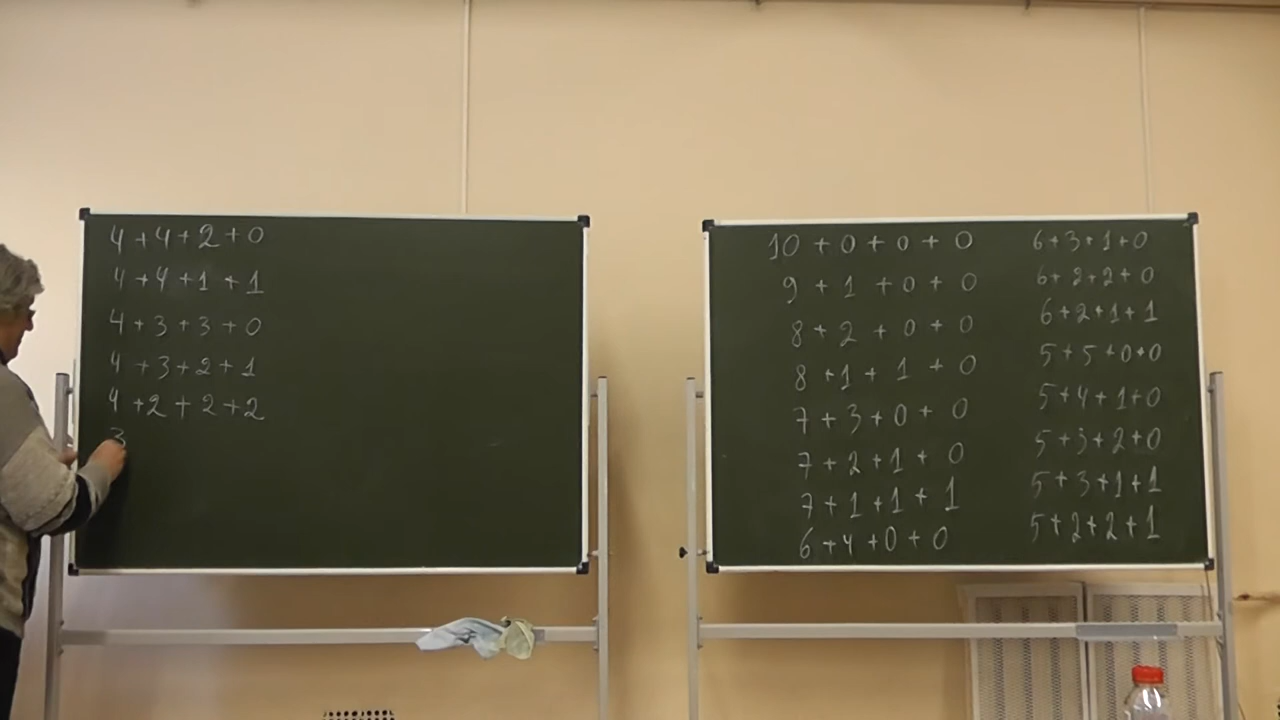 4 + 4 + 2 + 0
4 + 4 + 1 + 1
4 + 3 + 3 + 0
4 + 3 + 2 + 1
4 + 2 + 2 + 2
3
10 + 0 + 0 + 0
9 + 1 + 0 + 0
8 + 2 + 0 + 0
8 + 1 + 1 + 0
7 + 3 + 0 + 0
7 + 2 + 1 + 0
7 + 1 + 1 + 1
6 + 4 + 0 + 0
6 + 3 + 1 + 0
6 + 2 + 2 + 0
6 + 2 + 1 + 1
5 + 5 + 0 + 0
5 + 4 + 1 + 0
5 + 3 + 2 + 0
5 + 3 + 1 + 1
5 + 2 + 2 + 1